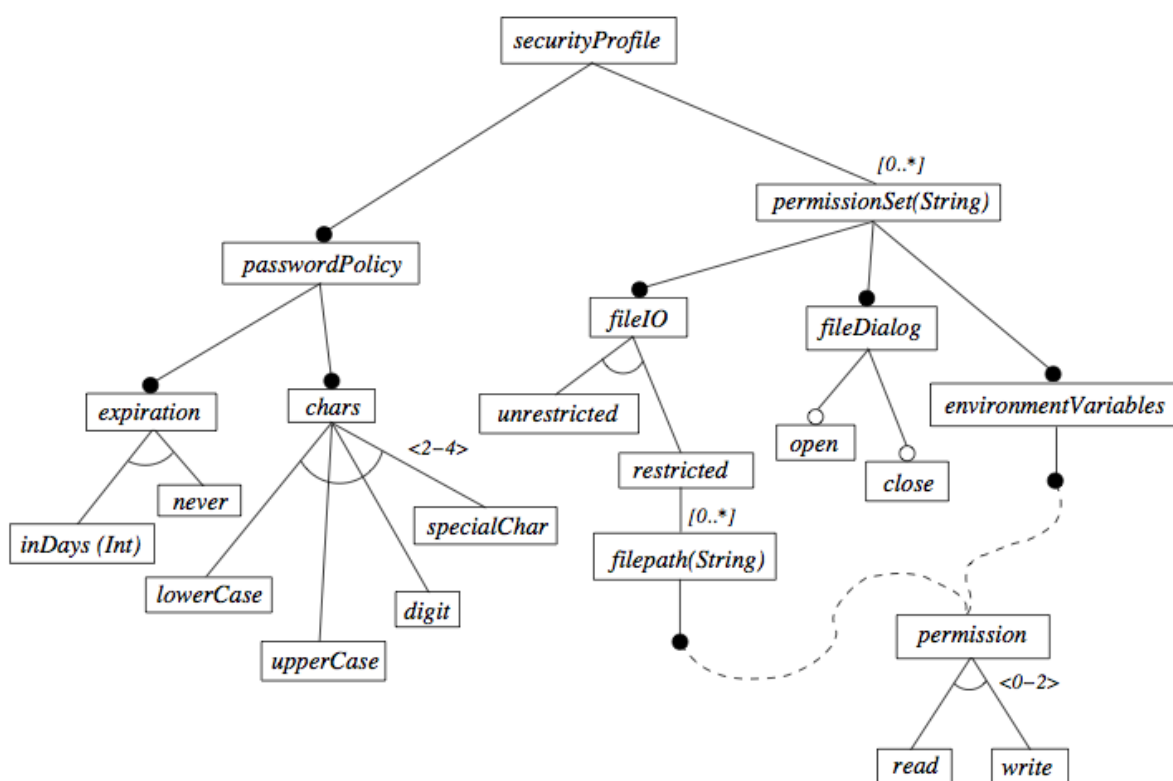 securityProfile
[0..*]
permissionSet(String)
passwordPolicy
fileIO
fileDialog
expiration
chars
unrestricted
environmentVariables
<2–4>
open
restricted
close
never
specialChar
[0..*]
inDays (Int)
filepath(String)
lowerCase
digit
permission
upperCase
<0–2>
read
write